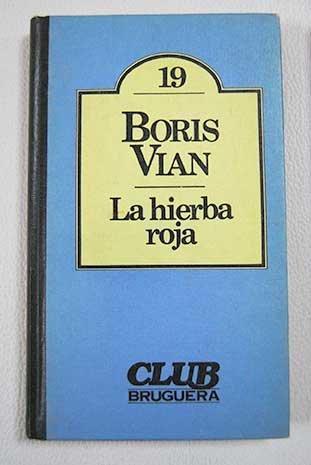 19
BORIS
VIAN
La hierba
roja
CLUB
BRUGUERA